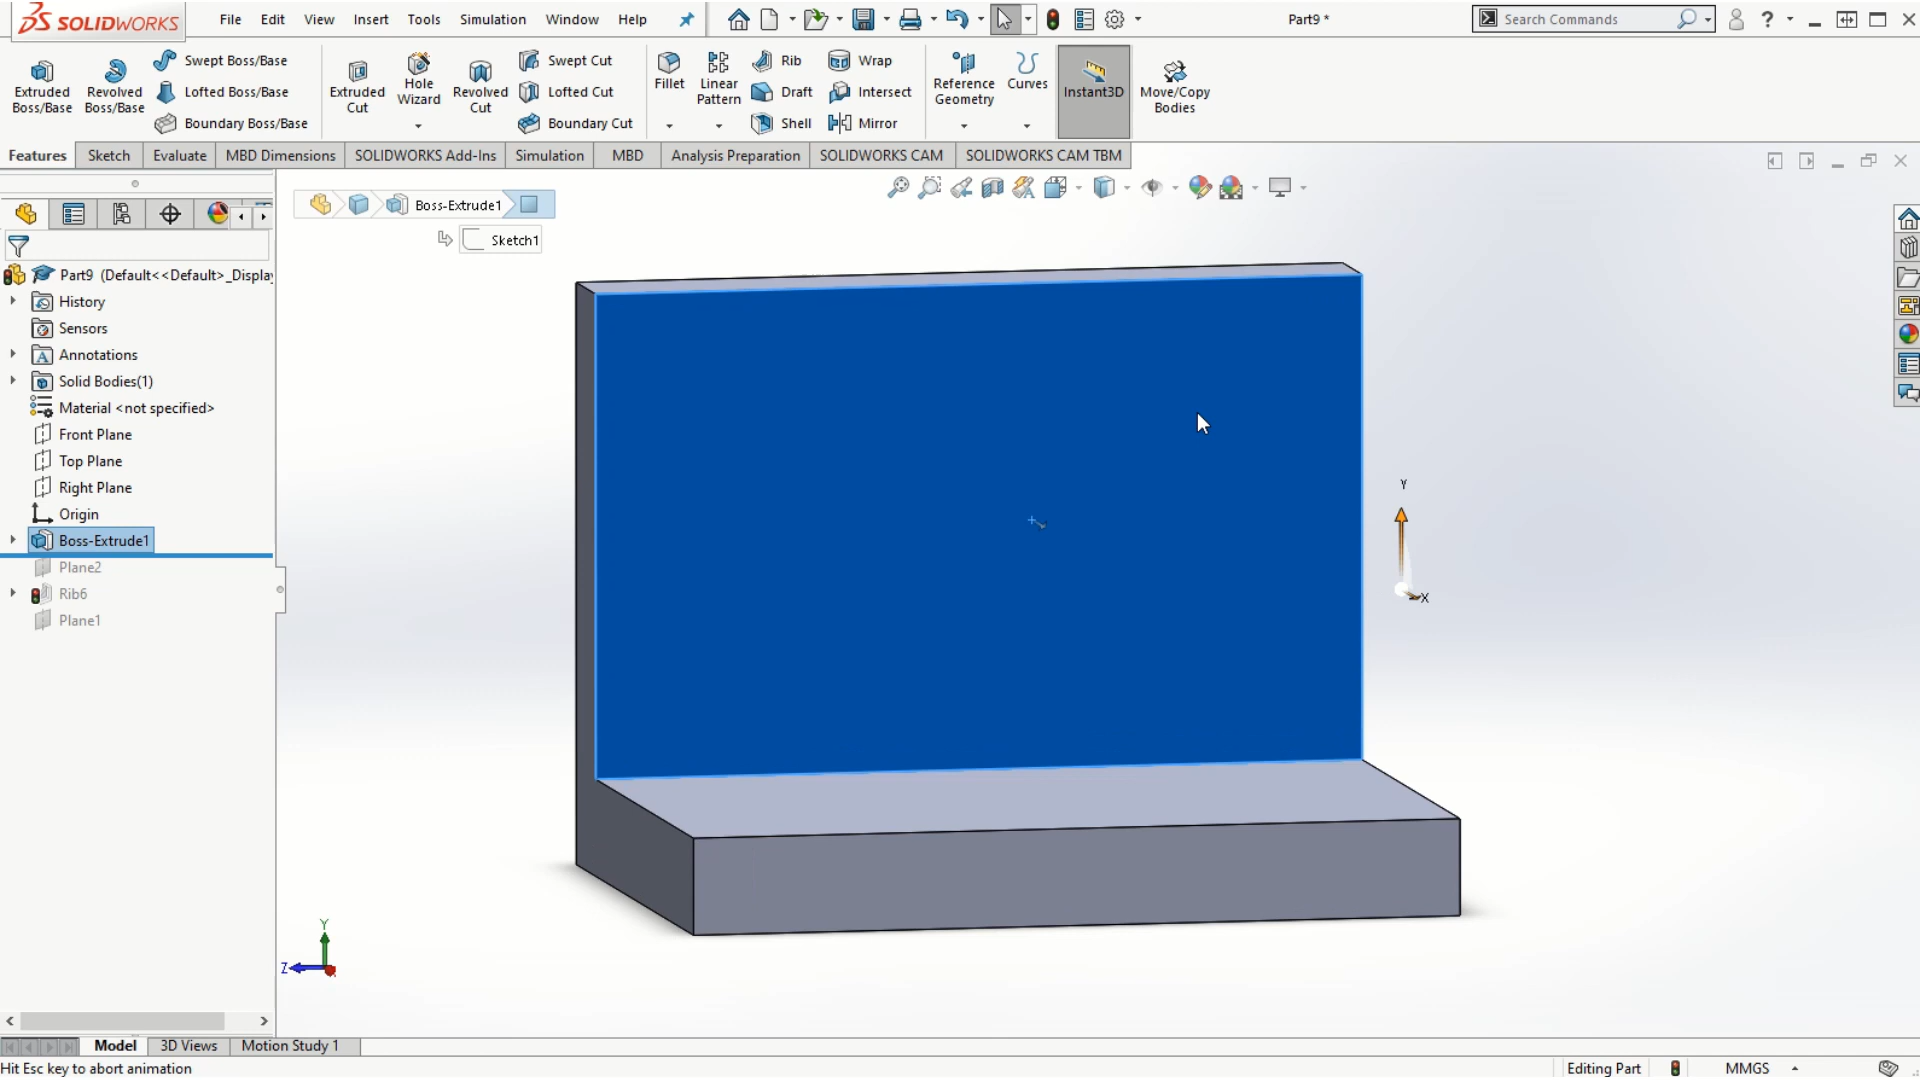 SOLIDWORKS File Edit View Insert Tools Simulation Window Help Part9 * Search Commands ?
Extruded Boss/Base
Revolved Boss/Base
Swept Boss/Base
Lofted Boss/Base
Boundary Boss/Base
Extruded Cut
Hole Wizard
Revolved Cut
Swept Cut
Lofted Cut
Boundary Cut
Fillet
Linear Pattern
Rib
Draft
Shell
Wrap
Intersect
Mirror
Reference Geometry
Curves
Instant3D
Move/Copy Bodies
Features Sketch Evaluate MBD Dimensions SOLIDWORKS Add-Ins Simulation MBD Analysis Preparation SOLIDWORKS CAM SOLIDWORKS CAM TBM
Boss-Extrude1
Sketch1
Part9 (Default<<Default>_Display
History
Sensors
Annotations
Solid Bodies(1)
Material <not specified>
Front Plane
Top Plane
Right Plane
Origin
Boss-Extrude1
Plane2
Rib6
Plane1
Y
X
Y
Z
Model 3D Views Motion Study 1
Hit Esc key to abort animation Editing Part MMGS